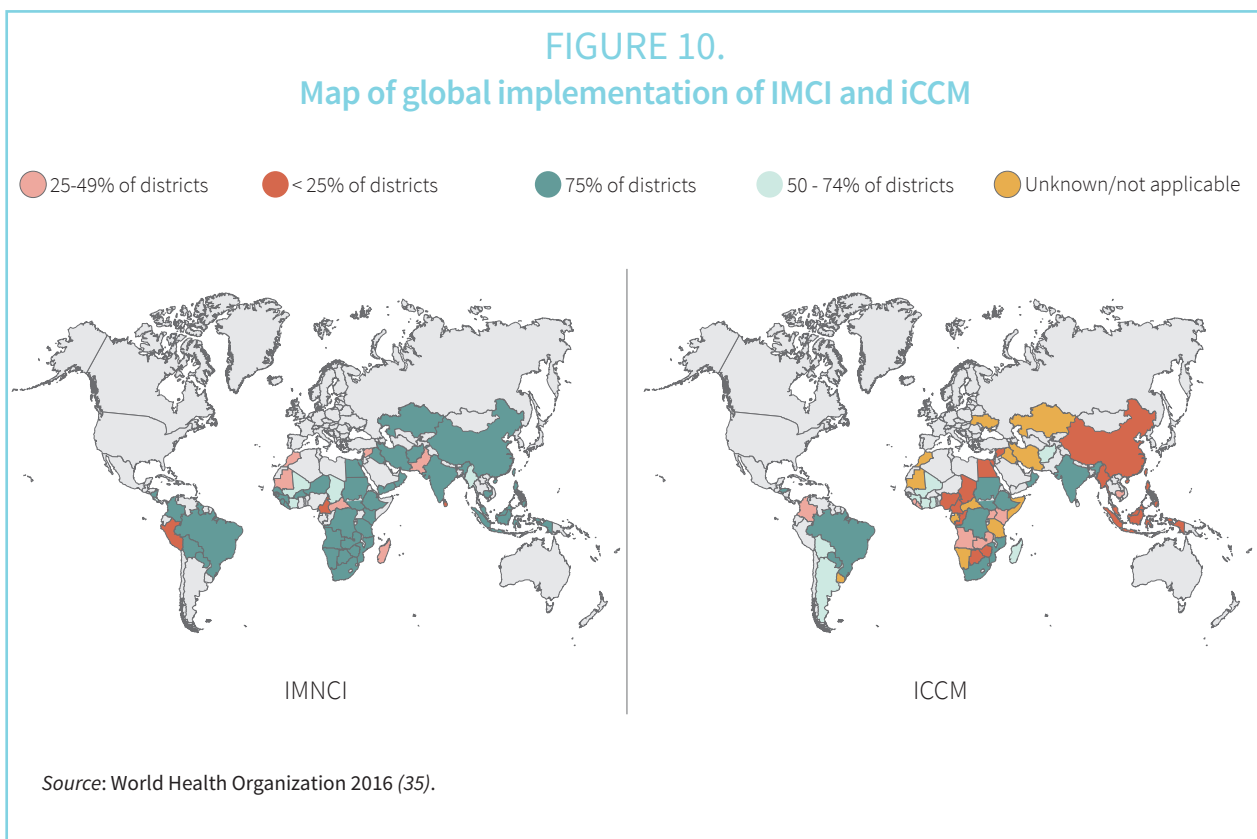 FIGURE 10.
Map of global implementation of IMCI and iCCM
25-49% of districts
< 25% of districts
75% of districts
50 - 74% of districts
Unknown/not applicable
IMNCI
ICCM
Source: World Health Organization 2016 (35).